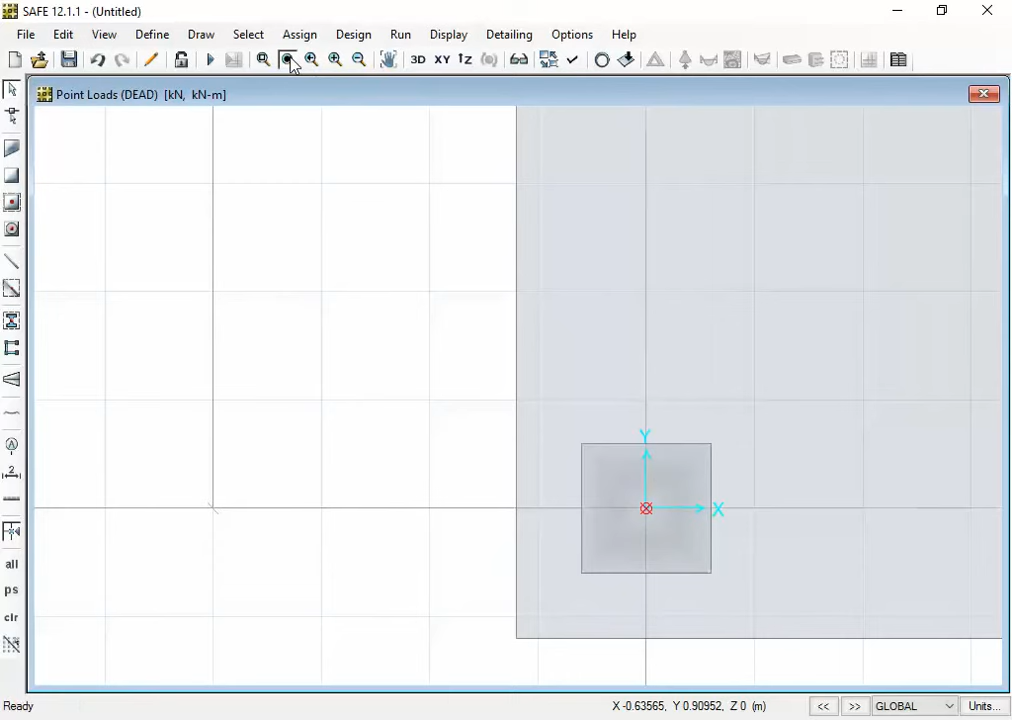 SAFE 12.1.1 - (Untitled)
File Edit View Define Draw Select Assign Design Run Display Detailing Options Help
3D XY
Point Loads (DEAD) [kN, kN-m]
Y
X
A
2
all
ps
clr
Ready X -0.63565, Y 0.90952, Z 0 (m) << >> GLOBAL Units...